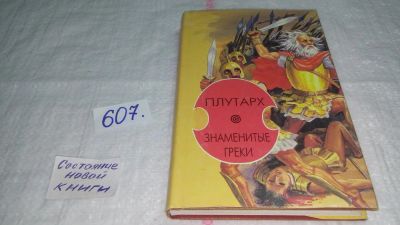 607.
Состояние
новой
книги
ПЛУТАРХ
ЗНАМЕНИТЫЕ
ГРЕКИ